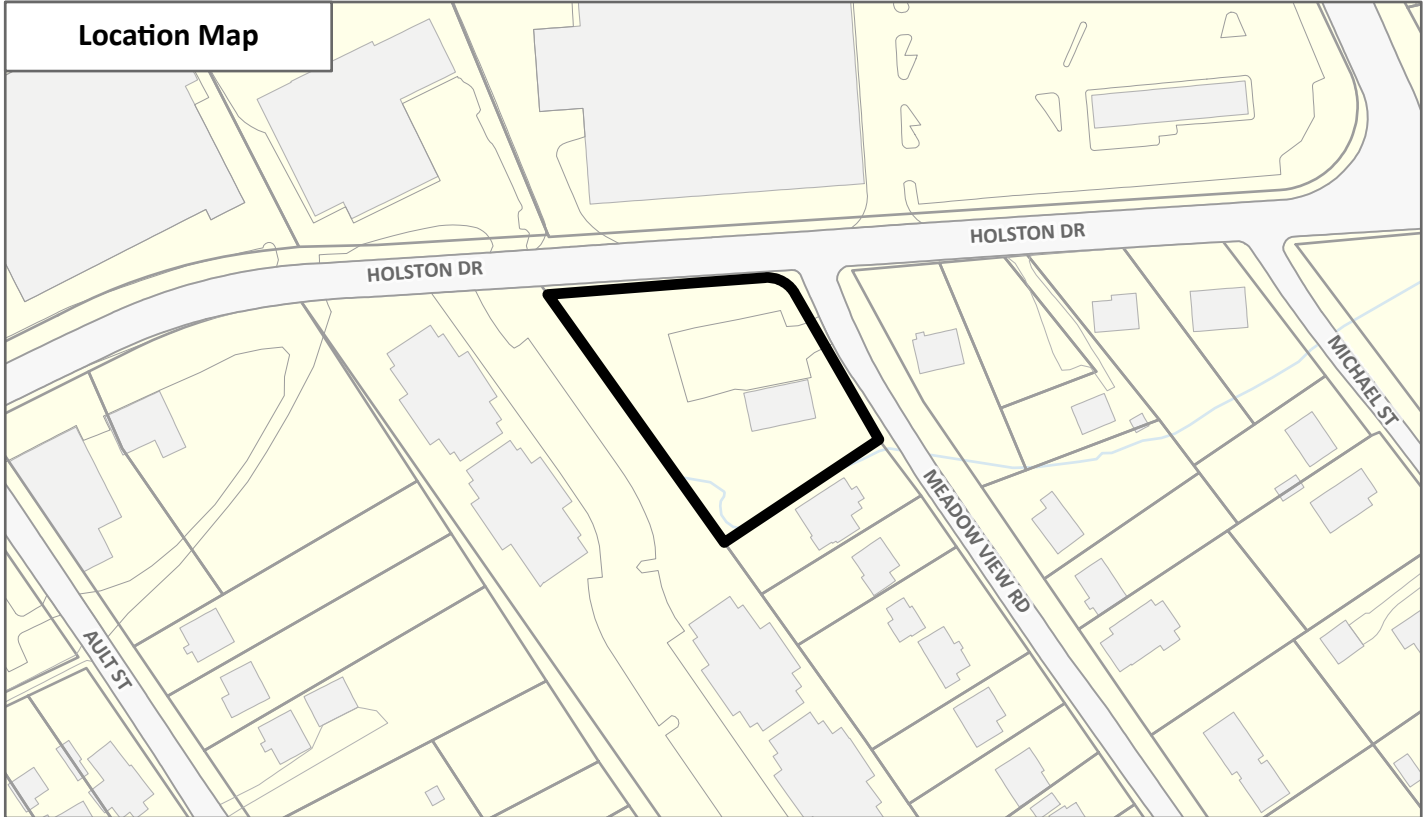 Location Map
HOLSTON DR
HOLSTON DR
MICHAEL ST
MEADOW VIEW RD
AULT ST